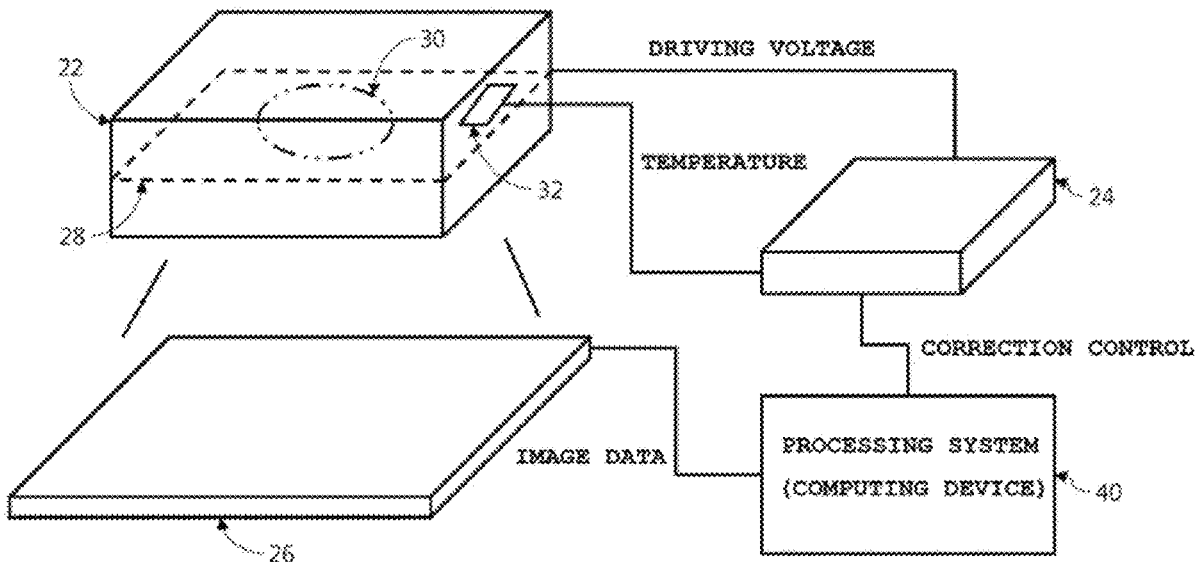 30
DRIVING VOLTAGE
22
TEMPERATURE
32
24
28
CORRECTION CONTROL
PROCESSING SYSTEM
(COMPUTING DEVICE)
IMAGE DATA
40
26